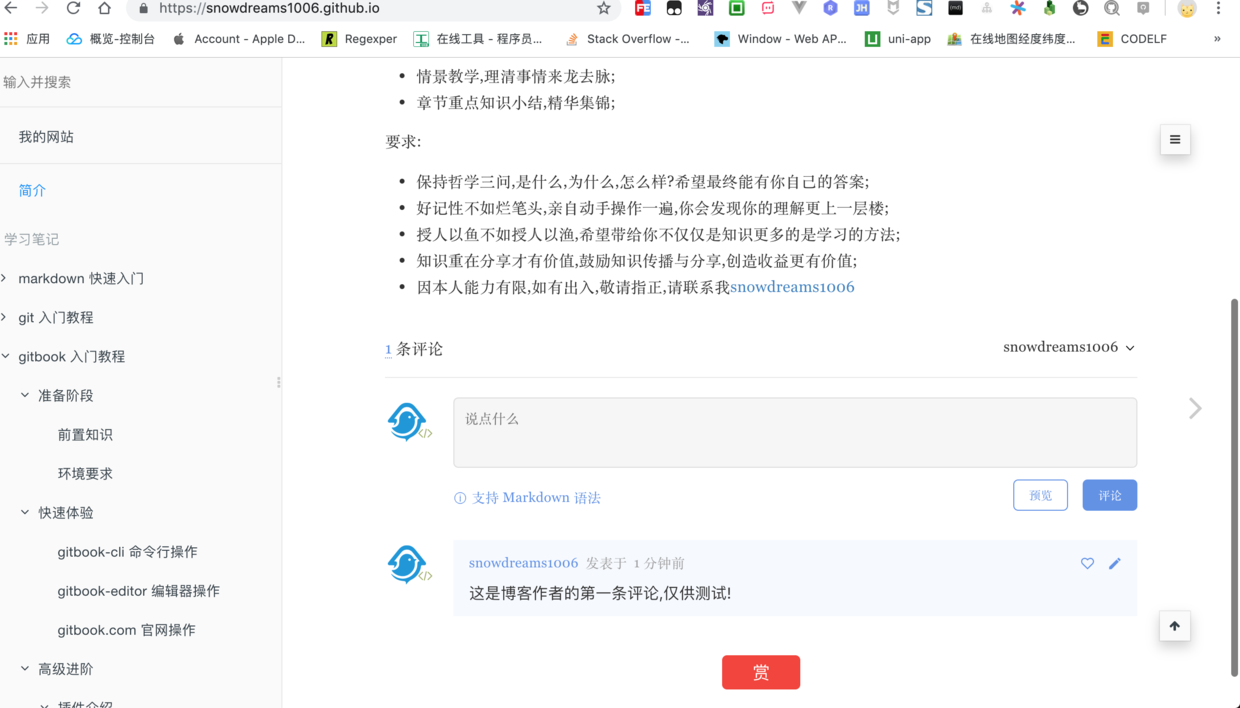 https://snowdreams1006.github.io
应用 概览-控制台 Account - Apple D... Regexper 在线工具 - 程序员... Stack Overflow -... Window - Web AP... uni-app 在线地图经度纬度... CODELF »
输入并搜索
我的网站
简介
学习笔记
markdown 快速入门
git 入门教程
gitbook 入门教程
准备阶段
前置知识
环境要求
快速体验
gitbook-cli 命令行操作
gitbook-editor 编辑器操作
gitbook.com 官网操作
高级进阶
插件介绍
情景教学,理清事情来龙去脉;
章节重点知识小结,精华集锦;
要求:
保持哲学三问,是什么,为什么,怎么样?希望最终能有你自己的答案;
好记性不如烂笔头,亲自动手操作一遍,你会发现你的理解更上一层楼;
授人以鱼不如授人以渔,希望带给你不仅仅是知识更多的是学习的方法;
知识重在分享才有价值,鼓励知识传播与分享,创造收益更有价值;
因本人能力有限,如有出入,敬请指正,请联系我snowdreams1006
1 条评论 snowdreams1006
说点什么
支持 Markdown 语法 预览 评论
snowdreams1006 发表于 1 分钟前
这是博客作者的第一条评论,仅供测试!
赏